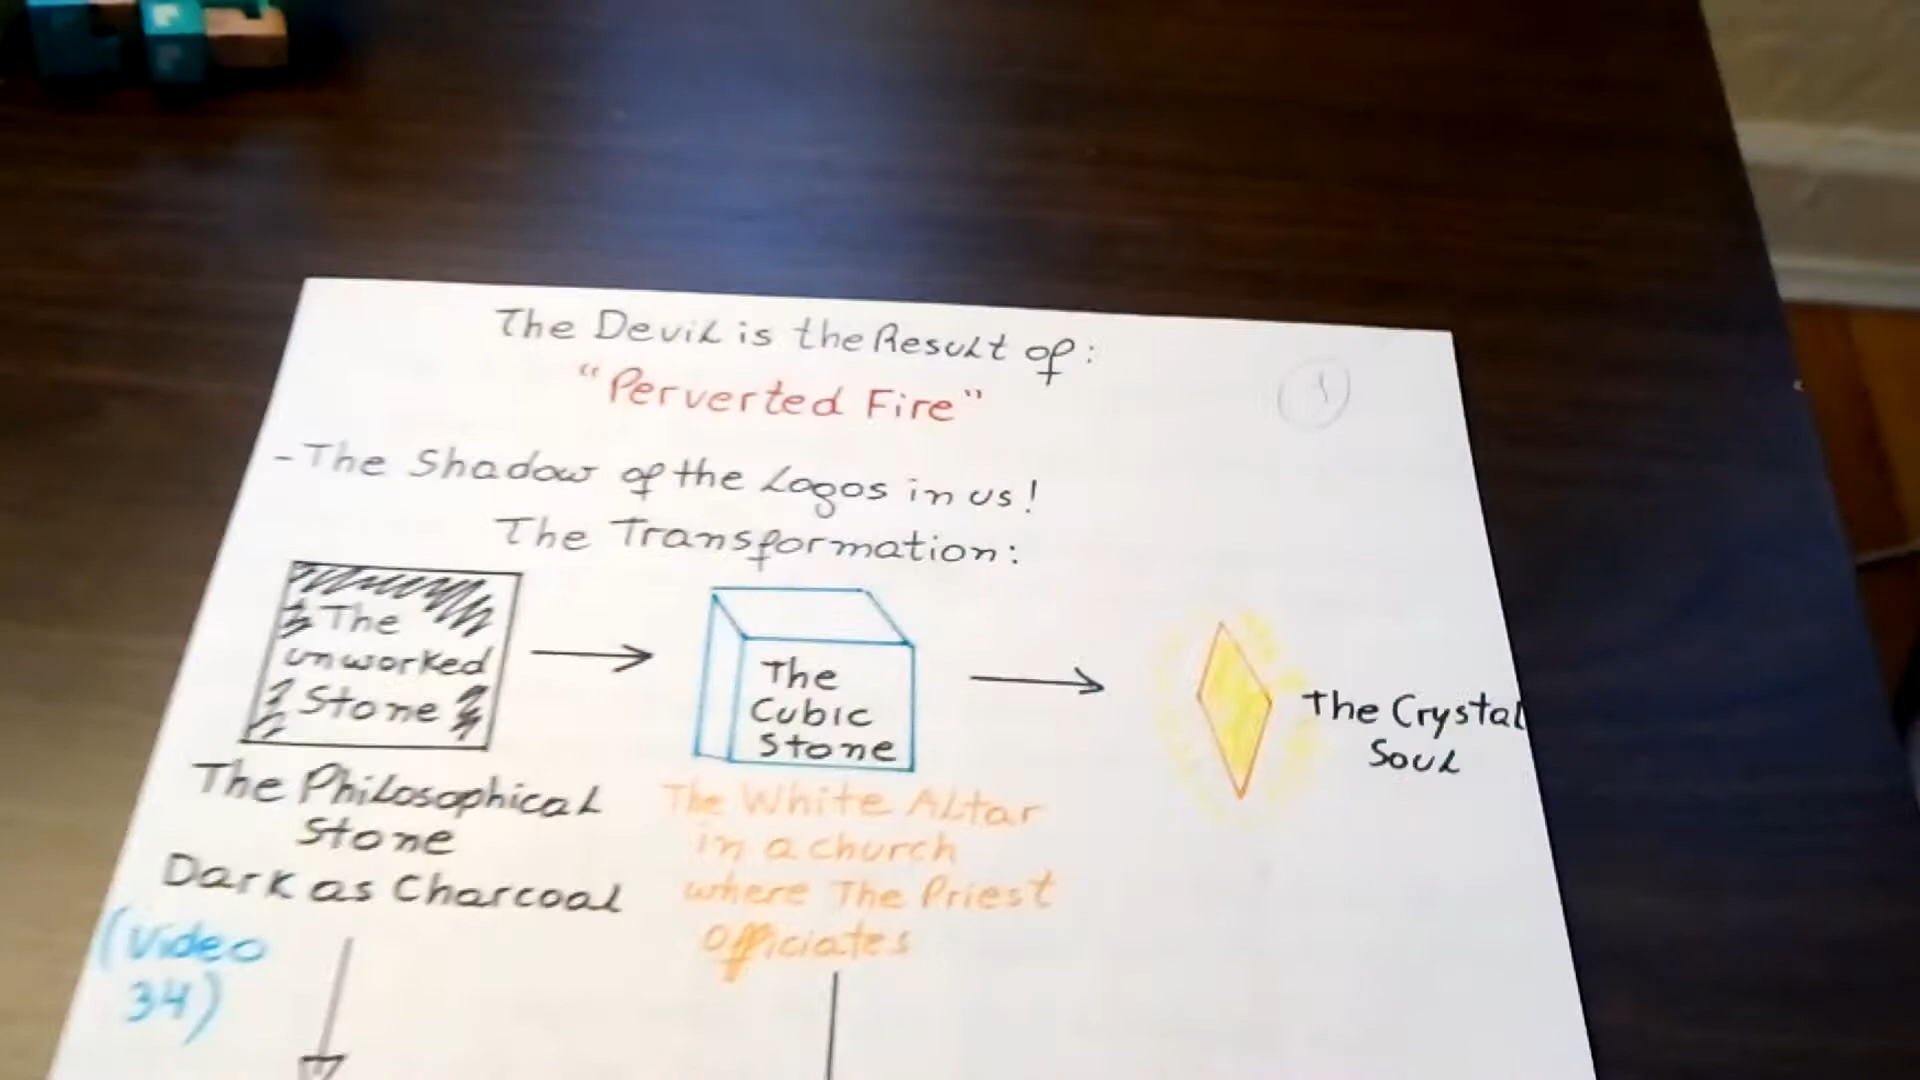 The Devil is the Result of:
"Perverted Fire"
1
- The Shadow of the Logos in us!
The Transformation:
The
unworked
Stone
The
Cubic
Stone
The Crystal
Soul
The Philosophical
Stone
Dark as Charcoal
(Video
34)
The White Altar
in a church
where The Priest
Officiates